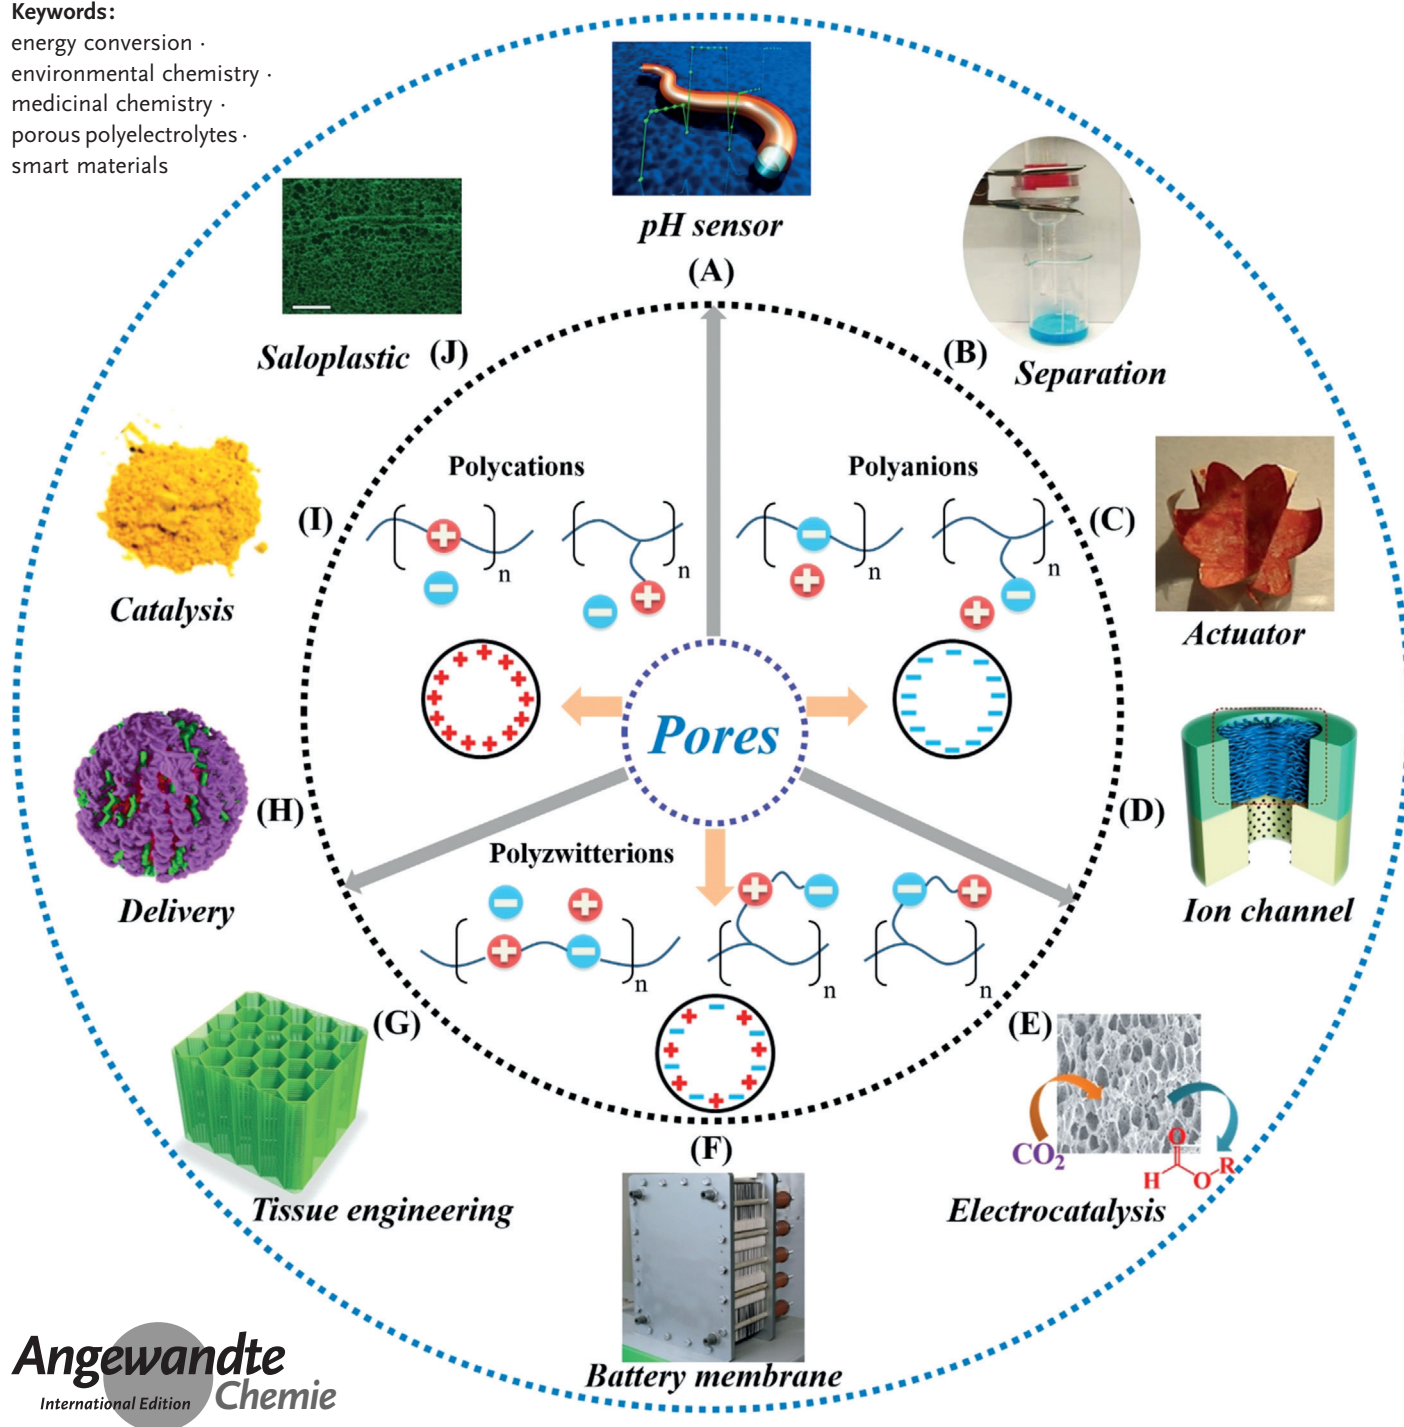 Keywords:
energy conversion ·
environmental chemistry ·
medicinal chemistry ·
porous polyelectrolytes ·
smart materials
pH sensor
(A)
(B)
Separation
(C)
Actuator
(D)
Ion channel
(E)
CO2
H
O
O
R
Electrocatalysis
(F)
Battery membrane
(G)
Tissue engineering
(H)
Delivery
(I)
Catalysis
Saloplastic (J)
Polycations
n
n
Polyanions
n
n
Pores
Polyzwitterions
n
n
n
Angewandte
International Edition Chemie